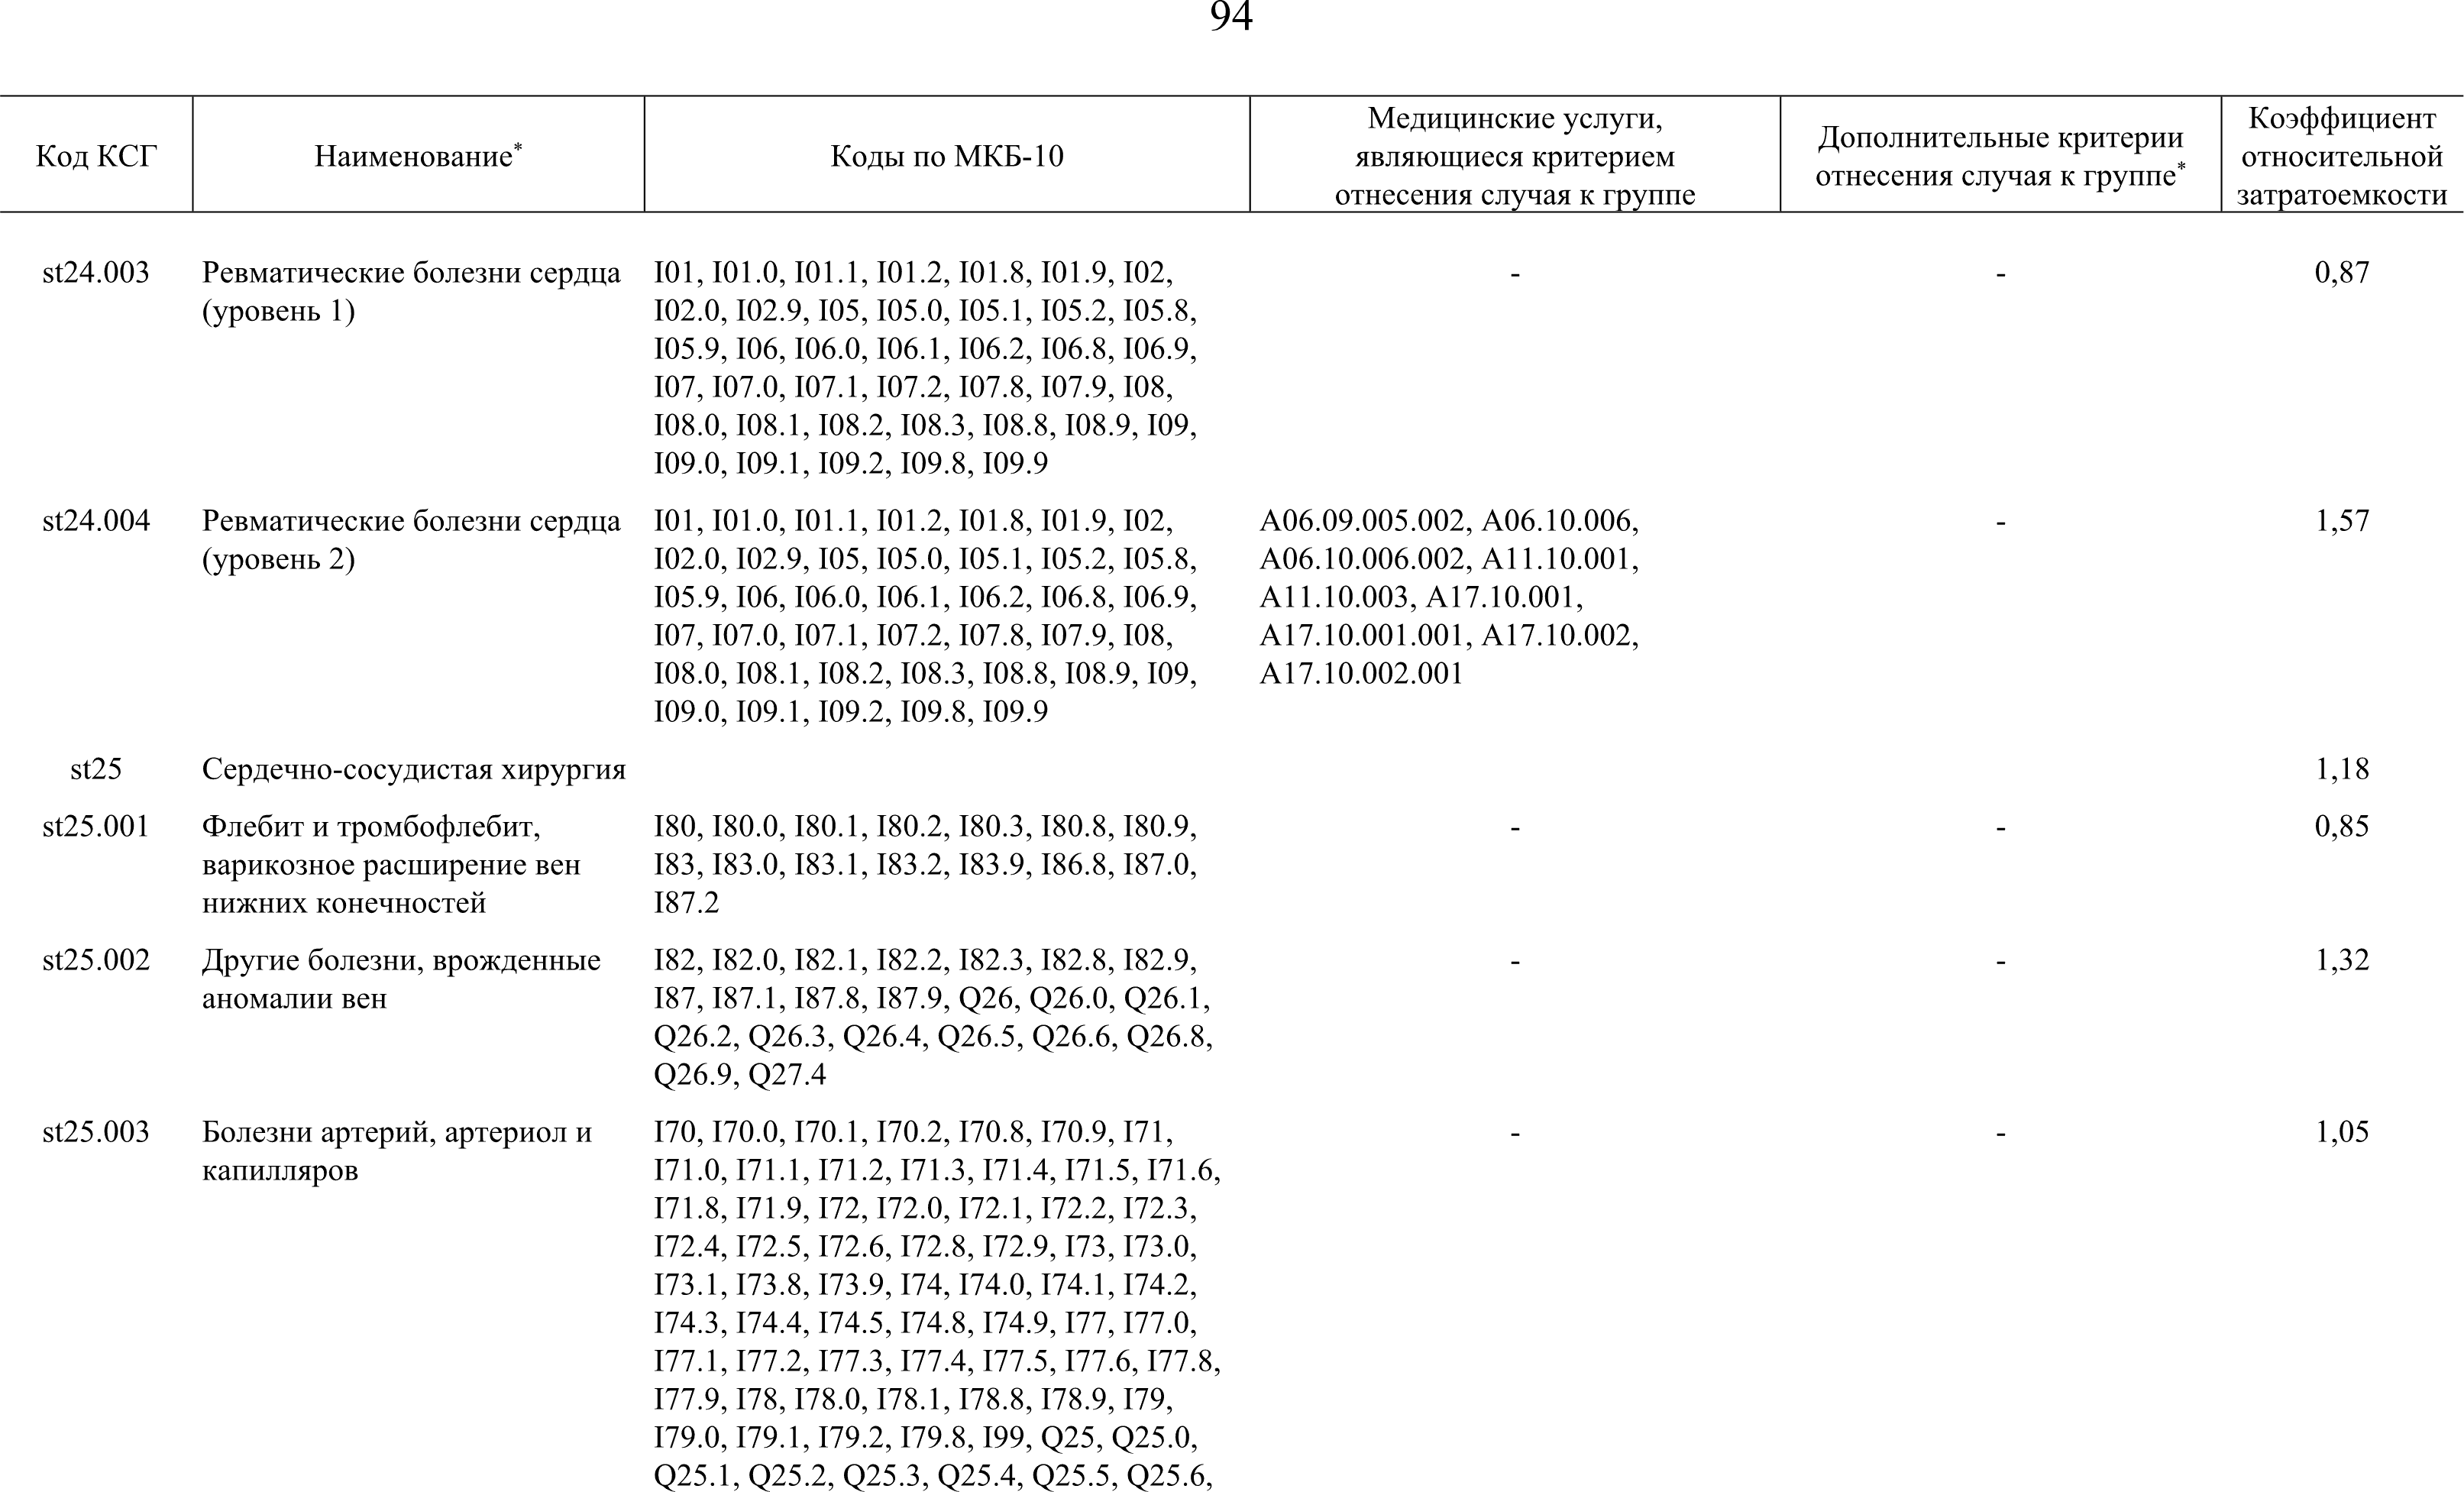 94
Код КСГ
Наименование*
Коды по МКБ-10
Медицинские услуги,
являющиеся критерием
отнесения случая к группе
Дополнительные критерии
отнесения случая к группе*
Коэффициент
относительной
затратоемкости
st24.003
Ревматические болезни сердца
(уровень 1)
I01, I01.0, I01.1, I01.2, I01.8, I01.9, I02,
I02.0, I02.9, I05, I05.0, I05.1, I05.2, I05.8,
I05.9, I06, I06.0, I06.1, I06.2, I06.8, I06.9,
I07, I07.0, I07.1, I07.2, I07.8, I07.9, I08,
I08.0, I08.1, I08.2, I08.3, I08.8, I08.9, I09,
I09.0, I09.1, I09.2, I09.8, I09.9
-
-
0,87
st24.004
Ревматические болезни сердца
(уровень 2)
I01, I01.0, I01.1, I01.2, I01.8, I01.9, I02,
I02.0, I02.9, I05, I05.0, I05.1, I05.2, I05.8,
I05.9, I06, I06.0, I06.1, I06.2, I06.8, I06.9,
I07, I07.0, I07.1, I07.2, I07.8, I07.9, I08,
I08.0, I08.1, I08.2, I08.3, I08.8, I08.9, I09,
I09.0, I09.1, I09.2, I09.8, I09.9
A06.09.005.002, A06.10.006,
A06.10.006.002, A11.10.001,
A11.10.003, A17.10.001,
A17.10.001.001, A17.10.002,
A17.10.002.001
-
1,57
st25
Сердечно-сосудистая хирургия
1,18
st25.001
Флебит и тромбофлебит,
варикозное расширение вен
нижних конечностей
I80, I80.0, I80.1, I80.2, I80.3, I80.8, I80.9,
I83, I83.0, I83.1, I83.2, I83.9, I86.8, I87.0,
I87.2
-
-
0,85
st25.002
Другие болезни, врожденные
аномалии вен
I82, I82.0, I82.1, I82.2, I82.3, I82.8, I82.9,
I87, I87.1, I87.8, I87.9, Q26, Q26.0, Q26.1,
Q26.2, Q26.3, Q26.4, Q26.5, Q26.6, Q26.8,
Q26.9, Q27.4
-
-
1,32
st25.003
Болезни артерий, артериол и
капилляров
I70, I70.0, I70.1, I70.2, I70.8, I70.9, I71,
I71.0, I71.1, I71.2, I71.3, I71.4, I71.5, I71.6,
I71.8, I71.9, I72, I72.0, I72.1, I72.2, I72.3,
I72.4, I72.5, I72.6, I72.8, I72.9, I73, I73.0,
I73.1, I73.8, I73.9, I74, I74.0, I74.1, I74.2,
I74.3, I74.4, I74.5, I74.8, I74.9, I77, I77.0,
I77.1, I77.2, I77.3, I77.4, I77.5, I77.6, I77.8,
I77.9, I78, I78.0, I78.1, I78.8, I78.9, I79,
I79.0, I79.1, I79.2, I79.8, I99, Q25, Q25.0,
Q25.1, Q25.2, Q25.3, Q25.4, Q25.5, Q25.6,
-
-
1,05